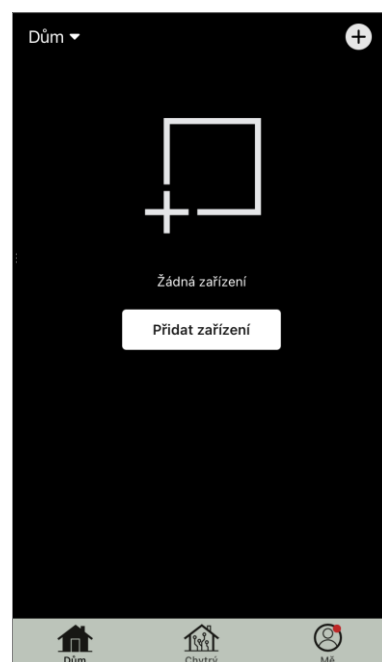 Dům
Žádná zařízení
Přidat zařízení
Dům
Chytrý
Mě